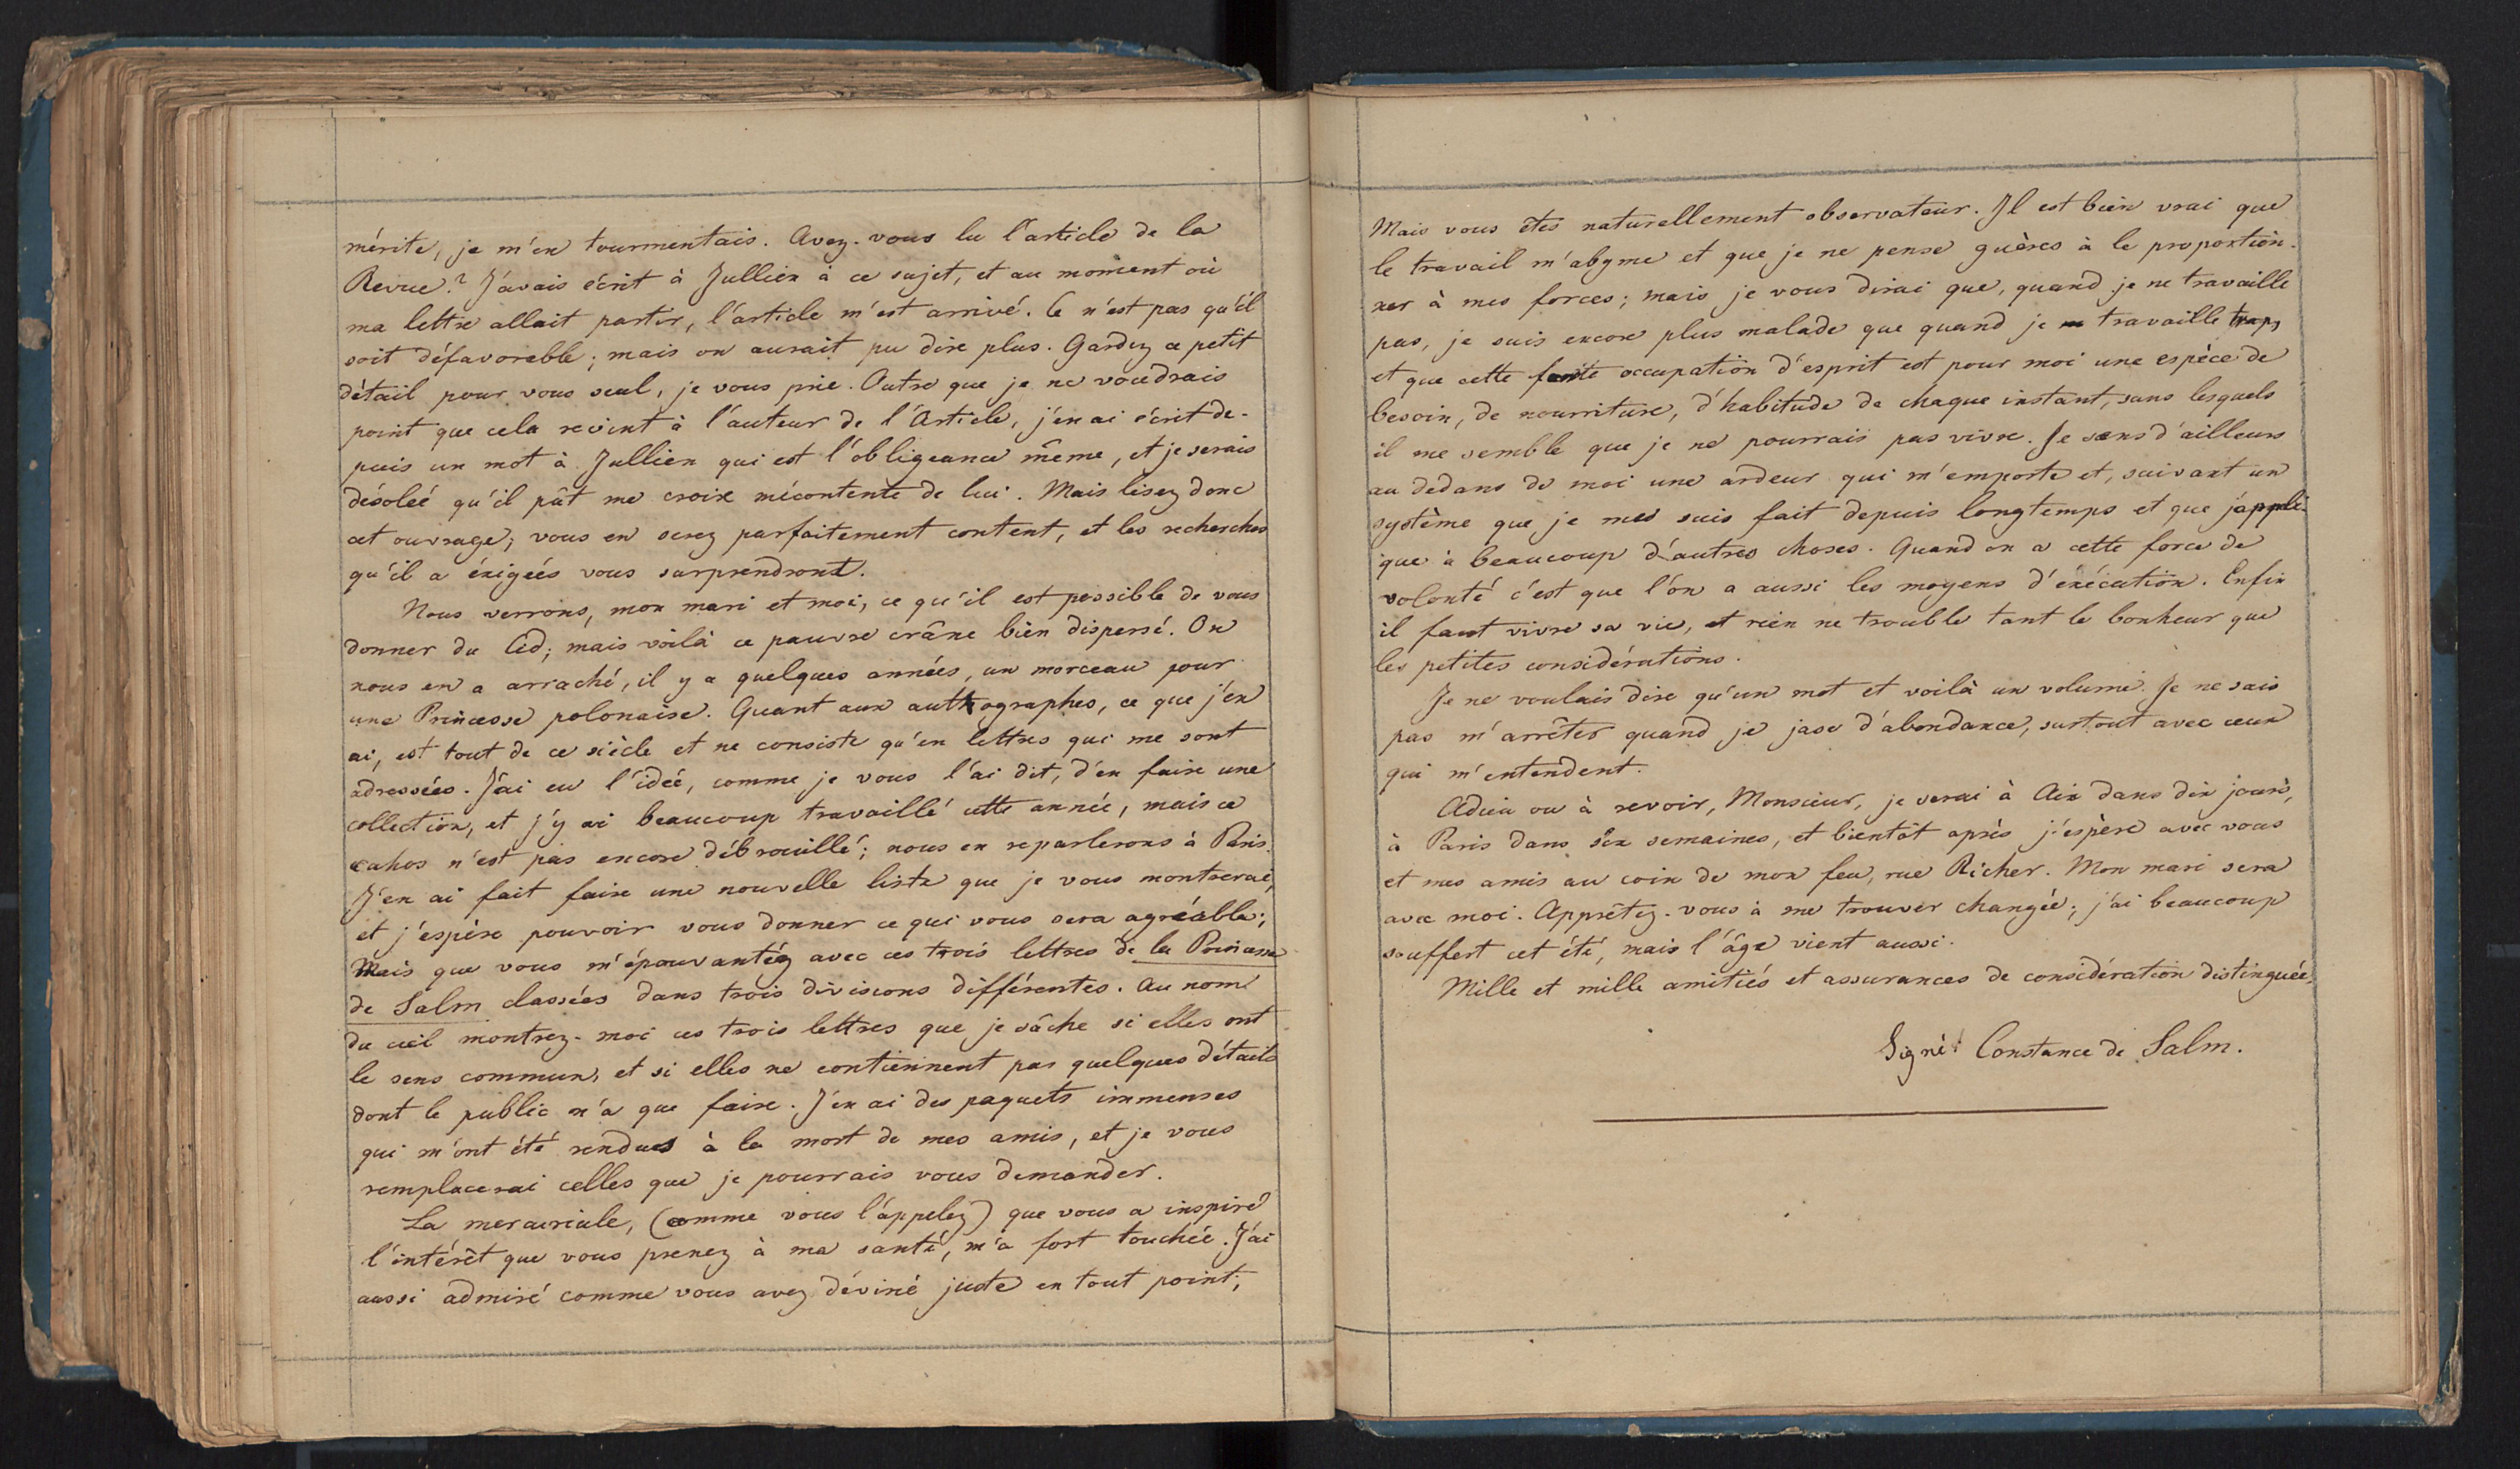 mérite, je m'en tourmentais. Avez-vous lu l'article de la
Revue? J'avais écrit à Jullien à ce sujet, et au moment où
ma lettre allait partir, l'article m'est arrivé. Ce n'est pas qu'il
soit défavorable; mais on aurait pu dire plus. Gardez ce petit
détail pour vous seul, je vous prie. Outre que je ne voudrais
point que cela revint à l'auteur de l'Article, j'en ai écrit de-
puis un mot à Jullien qui est l'obligeance même, et je serais
désolée qu'il pût me croire mécontente de lui. Mais lisez donc
cet ouvrage; vous en serez parfaitement content, et les recherches
qu'il a éxigées vous surprendront.
Nous verrons, mon mari et moi, ce qu'il est possible de vous
donner du Cid; mais voilà ce pauvre crâne bien dispersé. On
nous en a arraché, il y a quelques années, un morceau pour
une Princesse polonaise. Quant aux authographes, ce que j'en
ai, est tout de ce siècle et ne consiste qu'en lettres qui me sont
adressées. J'ai eu l'idée, comme je vous l'ai dit, d'en faire une
collection, et j'y ai beaucoup travaillé cette année, mais ce
cahos n'est pas encore débrouillé; nous en reparlerons à Paris.
J'en ai fait faire une nouvelle liste que je vous montrerai,
et j'espère pouvoir vous donner ce qui vous sera agréable;
Mais que vous m'épouvantéz avec ces trois lettres de la Princesse
de Salm classées dans trois divisions différentes. Au nom
du ciel montrez-moi ces trois lettres que je sâche si elles ont
le sens commun, et si elles ne contiennent pas quelques détails
dont le public n'a que faire. J'en ai des paquets immenses
qui m'ont été rendues à la mort de mes amis, et je vous
remplacerai celles que je pourrais vous demander.
La mercuriale, (comme vous l'appelez) que vous a inspiré
l'intérêt que vous prenez à ma santé, m'a fort touchée. J'ai
aussi admiré comme vous avez déviné juste en tout point;
Mais vous êtes naturellement observateur. Il est bien vrai que
le travail m'abyme et que je ne pense guères à le proportion-
ner à mes forces; mais je vous dirai que, quand je ne travaille
pas, je suis encore plus malade que quand je travaille trop,
et que cette forte occupation d'esprit est pour moi une espèce de
besoin, de nourriture, d'habitude de chaque instant, sans lesquels
il me semble que je ne pourrais pas vivre. Je sens d'ailleurs
au dedans de moi une ardeur qui m'emporte et, suivant un
système que je me suis fait depuis longtemps et que j'appli-
que à beaucoup d'autres choses. Quand on a cette force de
volonté c'est que l'on a aussi les moyens d'éxécution. Enfin
il faut vivre sa vie, et rien ne trouble tant le bonheur que
les petites considérations.
Je ne voulais dire qu'un mot et voilà un volume. Je ne sais
pas m'arrêter quand je jase d'abondance, surtout avec ceux
qui m'entendent.
Adieu ou à revoir, Monsieur, je serai à Aix dans dix jours,
à Paris dans six semaines, et bientôt après j'espère avec vous
et mes amis au coin de mon feu, rue Richer. Mon mari sera
avec moi. Apprêtez-vous à me trouver changée; j'ai beaucoup
souffert cet été, mais l'âge vient aussi.
Mille et mille amitiés et assurances de considération distinguée.
Signé: Constance de Salm.